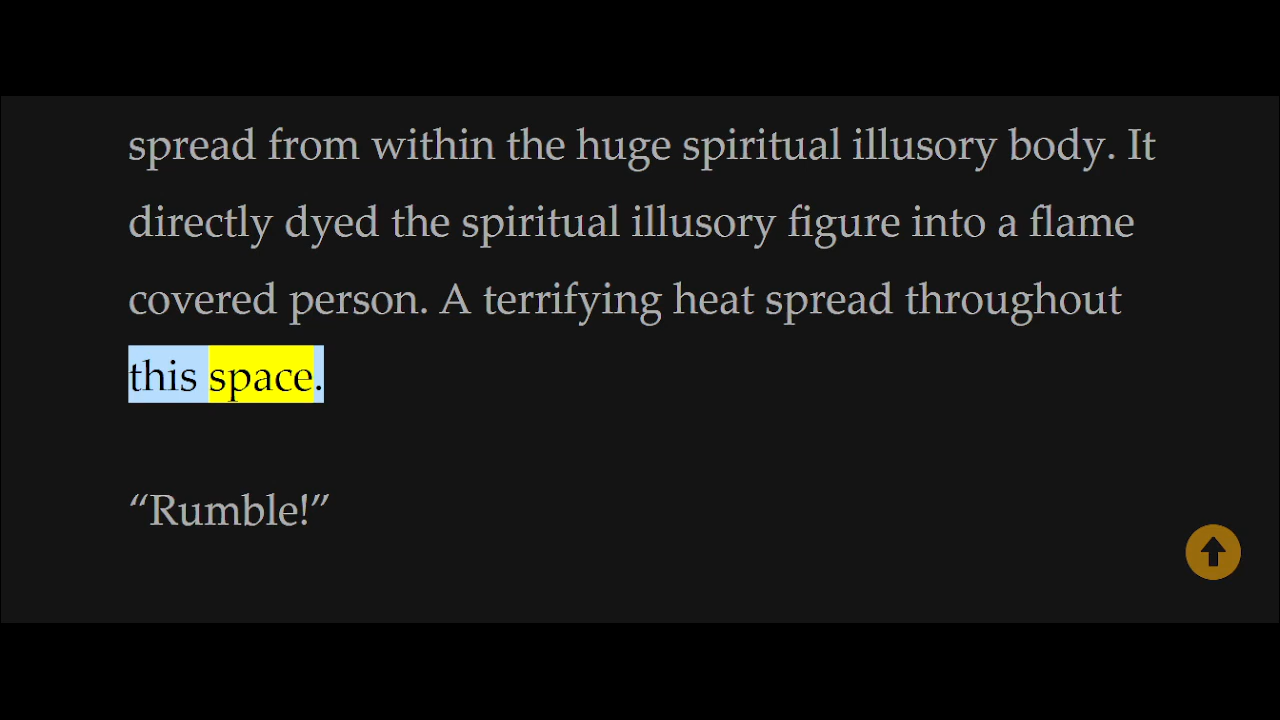 spread from within the huge spiritual illusory body. It
directly dyed the spiritual illusory figure into a flame
covered person. A terrifying heat spread throughout
this space.
“Rumble!”